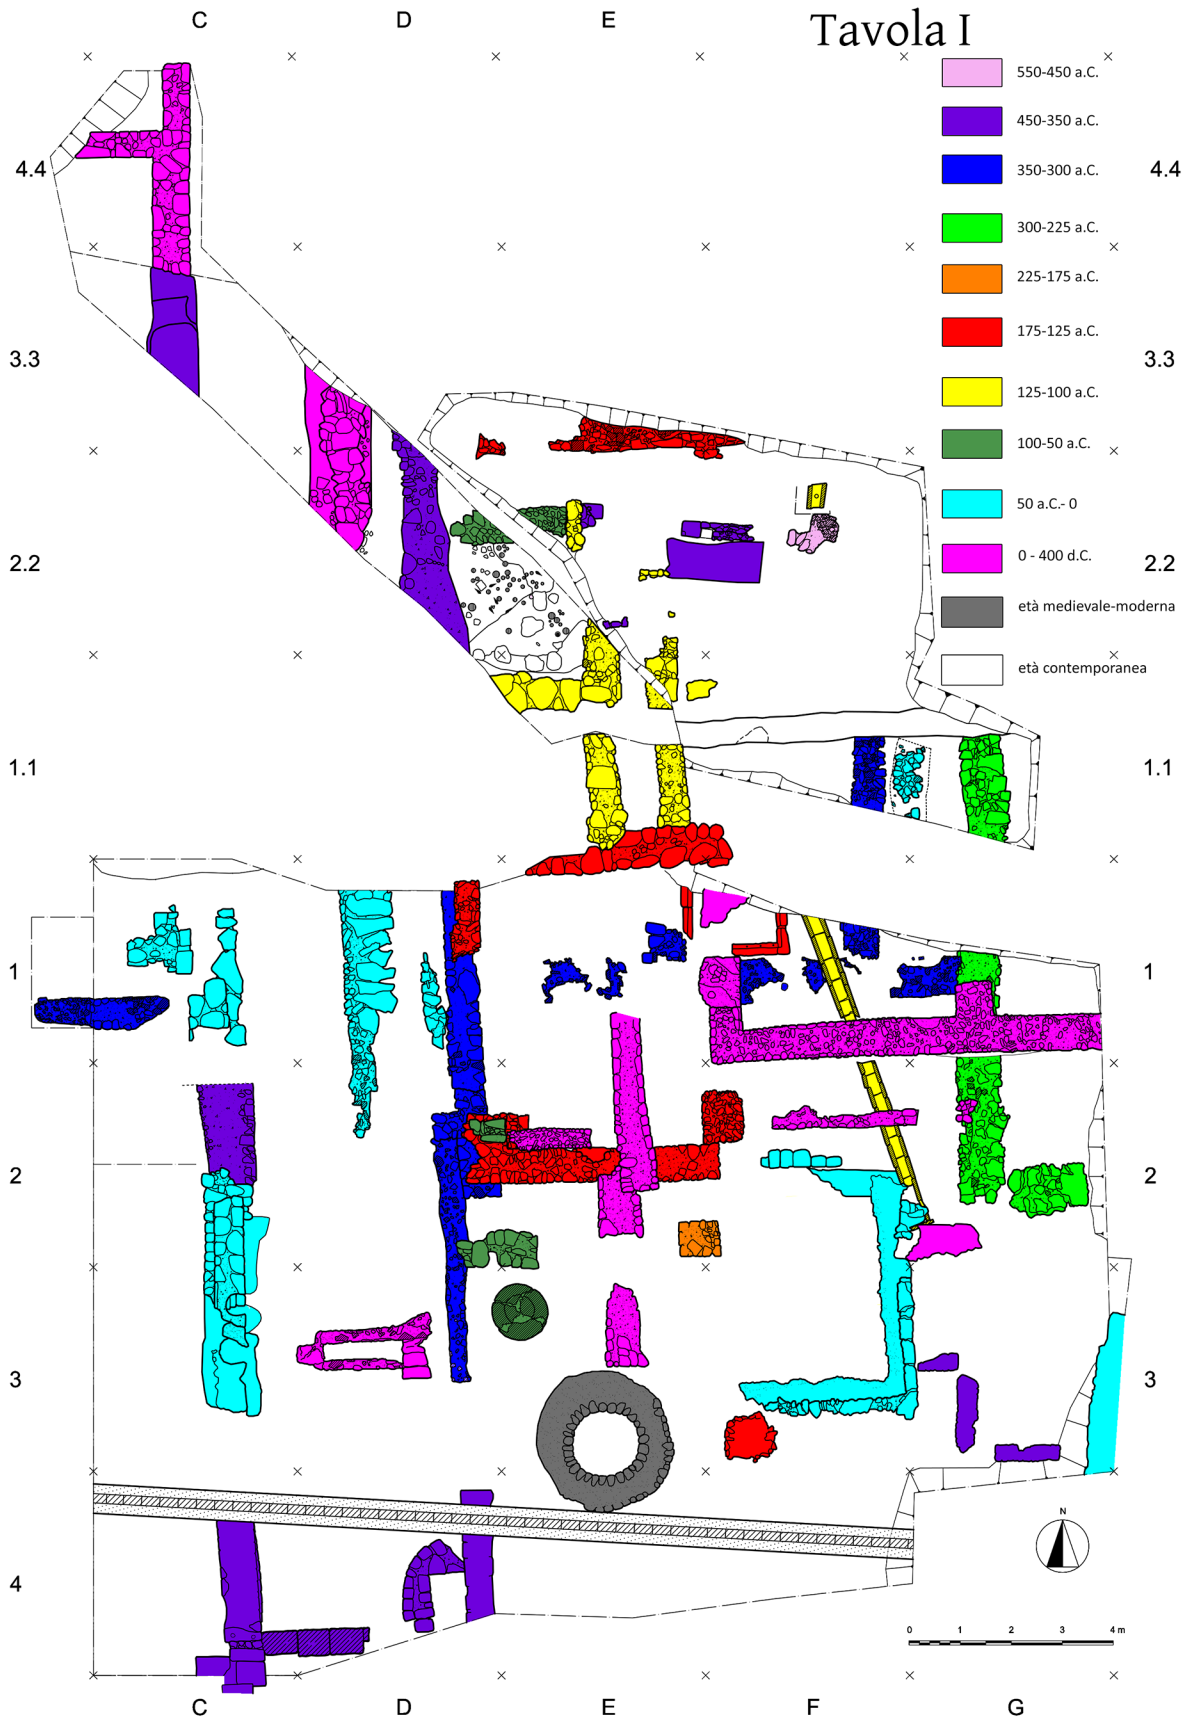 C D E
Tavola I
550-450 a.C.
450-350 a.C.
4.4 350-300 a.C. 4.4
300-225 a.C.
225-175 a.C.
175-125 a.C.
3.3 3.3
125-100 a.C.
100-50 a.C.
50 a.C.- 0
0 - 400 d.C.
2.2 2.2
età medievale-moderna
età contemporanea
1.1 1.1
1 1
2 2
3 3
N
4
0 1 2 3 4 m
C D E F G